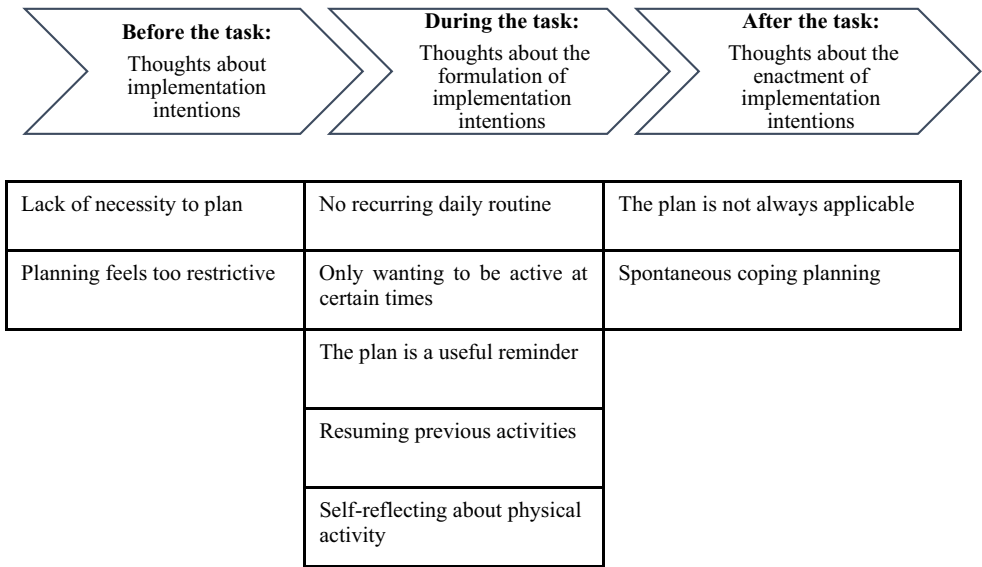 Before the task:
Thoughts about
implementation
intentions
During the task:
Thoughts about the
formulation of
implementation
intentions
After the task:
Thoughts about the
enactment of
implementation
intentions
Lack of necessity to plan
No recurring daily routine
The plan is not always applicable
Planning feels too restrictive
Only wanting to be active at
certain times
Spontaneous coping planning
The plan is a useful reminder
Resuming previous activities
Self-reflecting about physical
activity